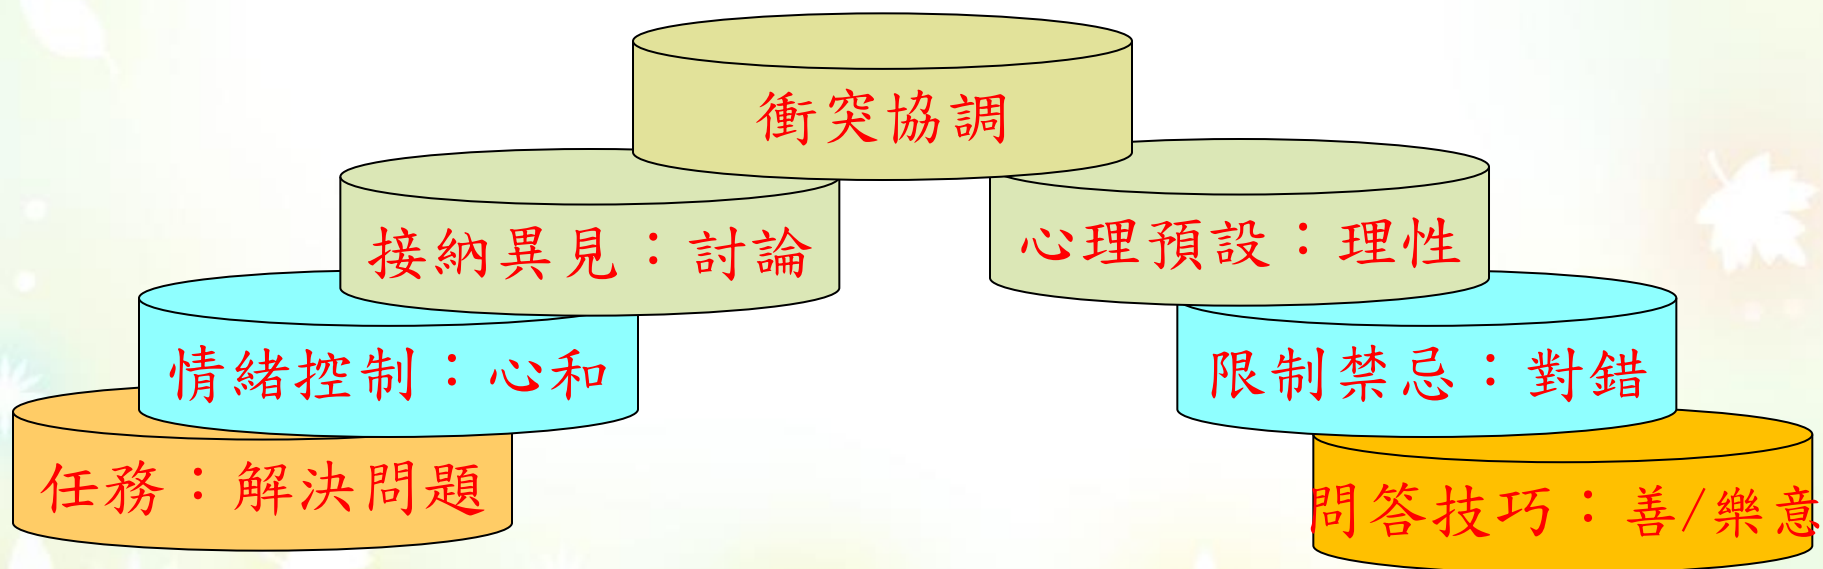 衝突協調
接納異見：討論
心理預設：理性
情緒控制：心和
限制禁忌：對錯
任務：解決問題
問答技巧：善/樂意